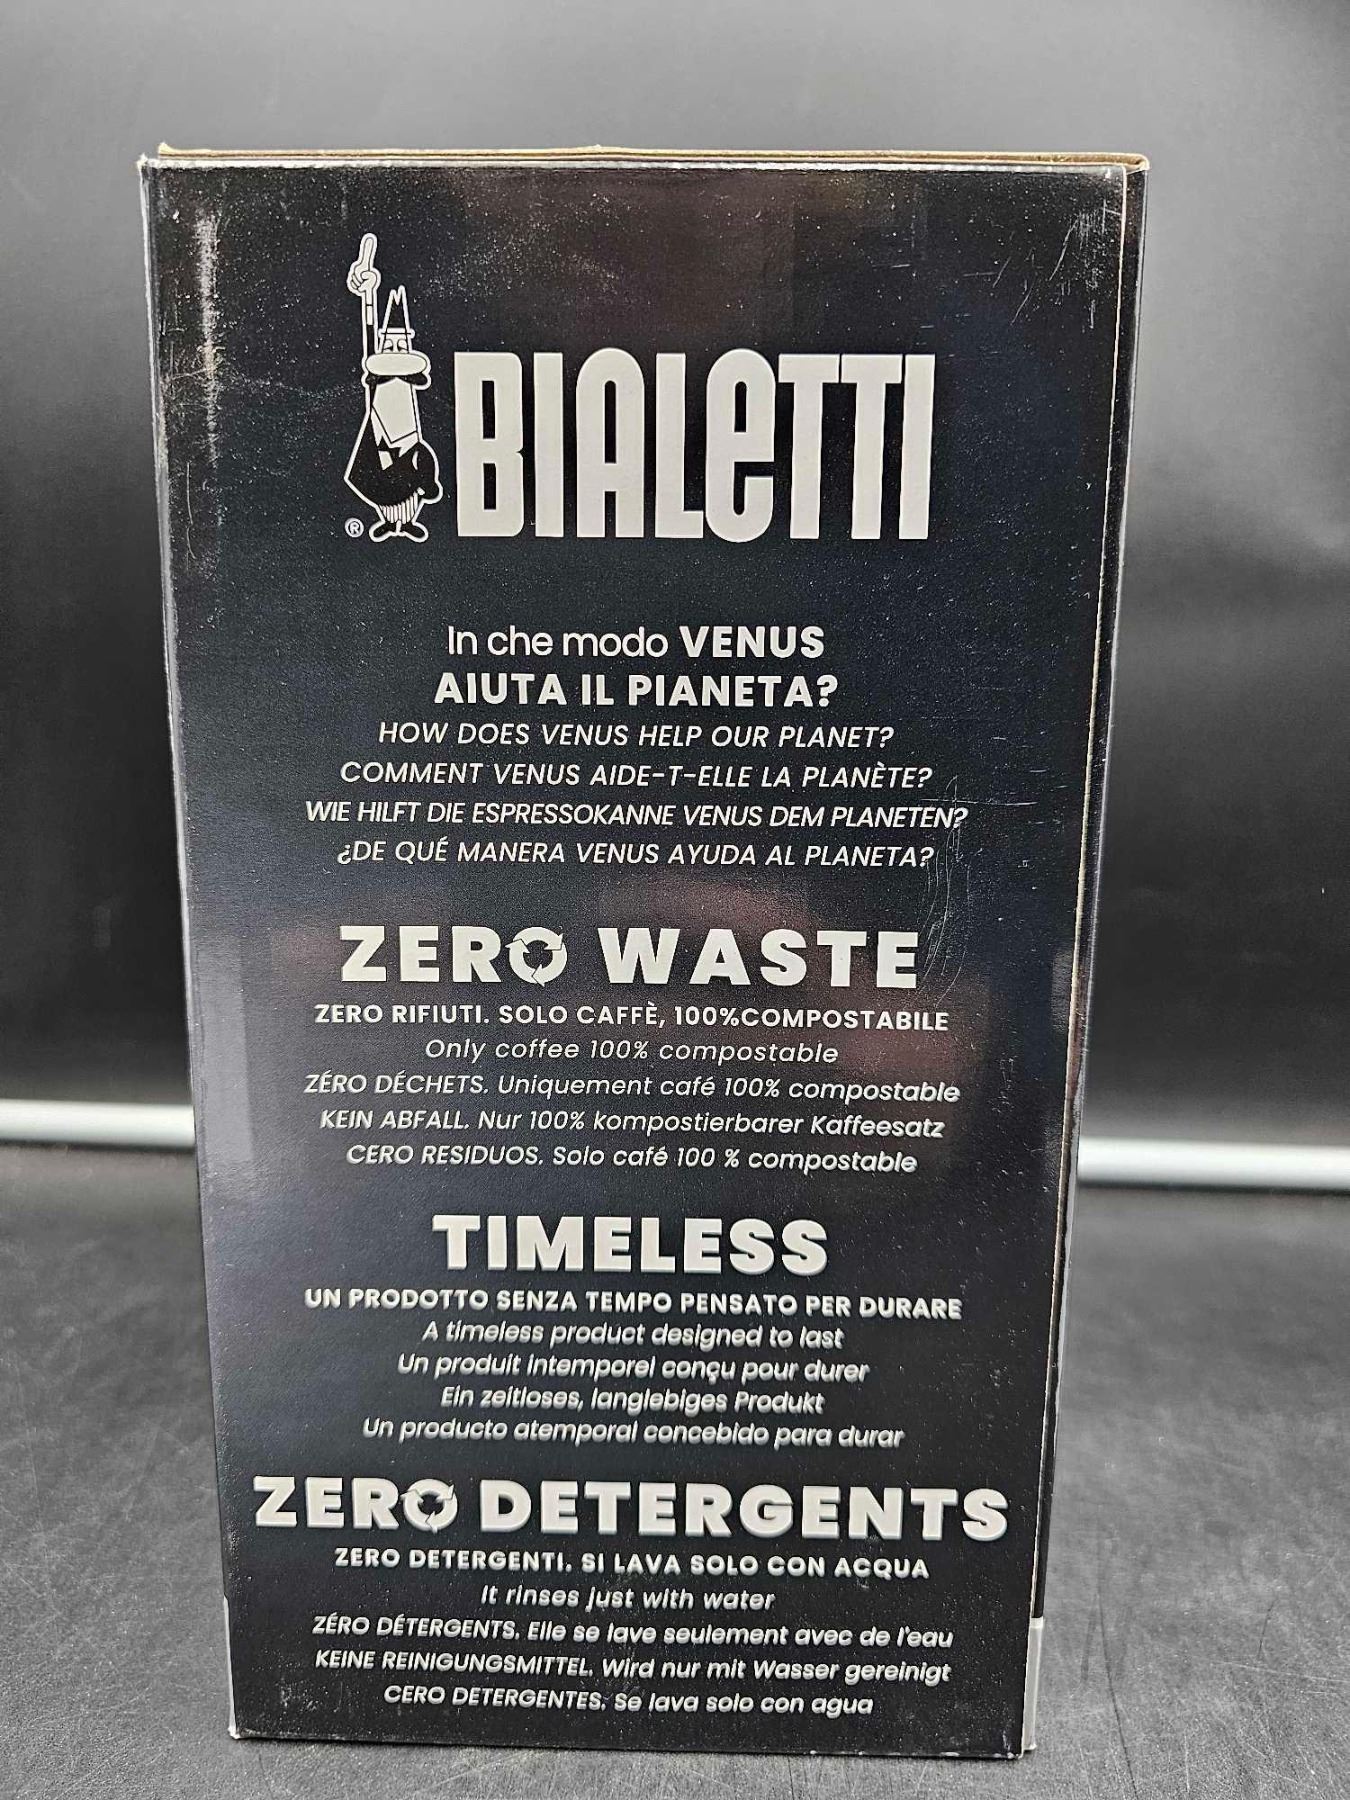 BIALETTI
®
In che modo VENUS
AIUTA IL PIANETA?
HOW DOES VENUS HELP OUR PLANET?
COMMENT VENUS AIDE-T-ELLE LA PLANÈTE?
WIE HILFT DIE ESPRESSOKANNE VENUS DEM PLANETEN?
¿DE QUÉ MANERA VENUS AYUDA AL PLANETA?
ZERO WASTE
ZERO RIFIUTI. SOLO CAFFÈ, 100%COMPOSTABILE
Only coffee 100% compostable
ZÉRO DÉCHETS. Uniquement café 100% compostable
KEIN ABFALL. Nur 100% kompostierbarer Kaffeesatz
CERO RESIDUOS. Solo café 100 % compostable
TIMELESS
UN PRODOTTO SENZA TEMPO PENSATO PER DURARE
A timeless product designed to last
Un produit intemporel conçu pour durer
Ein zeitloses, langlebiges Produkt
Un producto atemporal concebido para durar
ZERO DETERGENTS
ZERO DETERGENTI. SI LAVA SOLO CON ACQUA
It rinses just with water
ZÉRO DÉTERGENTS. Elle se lave seulement avec de l'eau
KEINE REINIGUNGSMITTEL. Wird nur mit Wasser gereinigt
CERO DETERGENTES. Se lava solo con agua